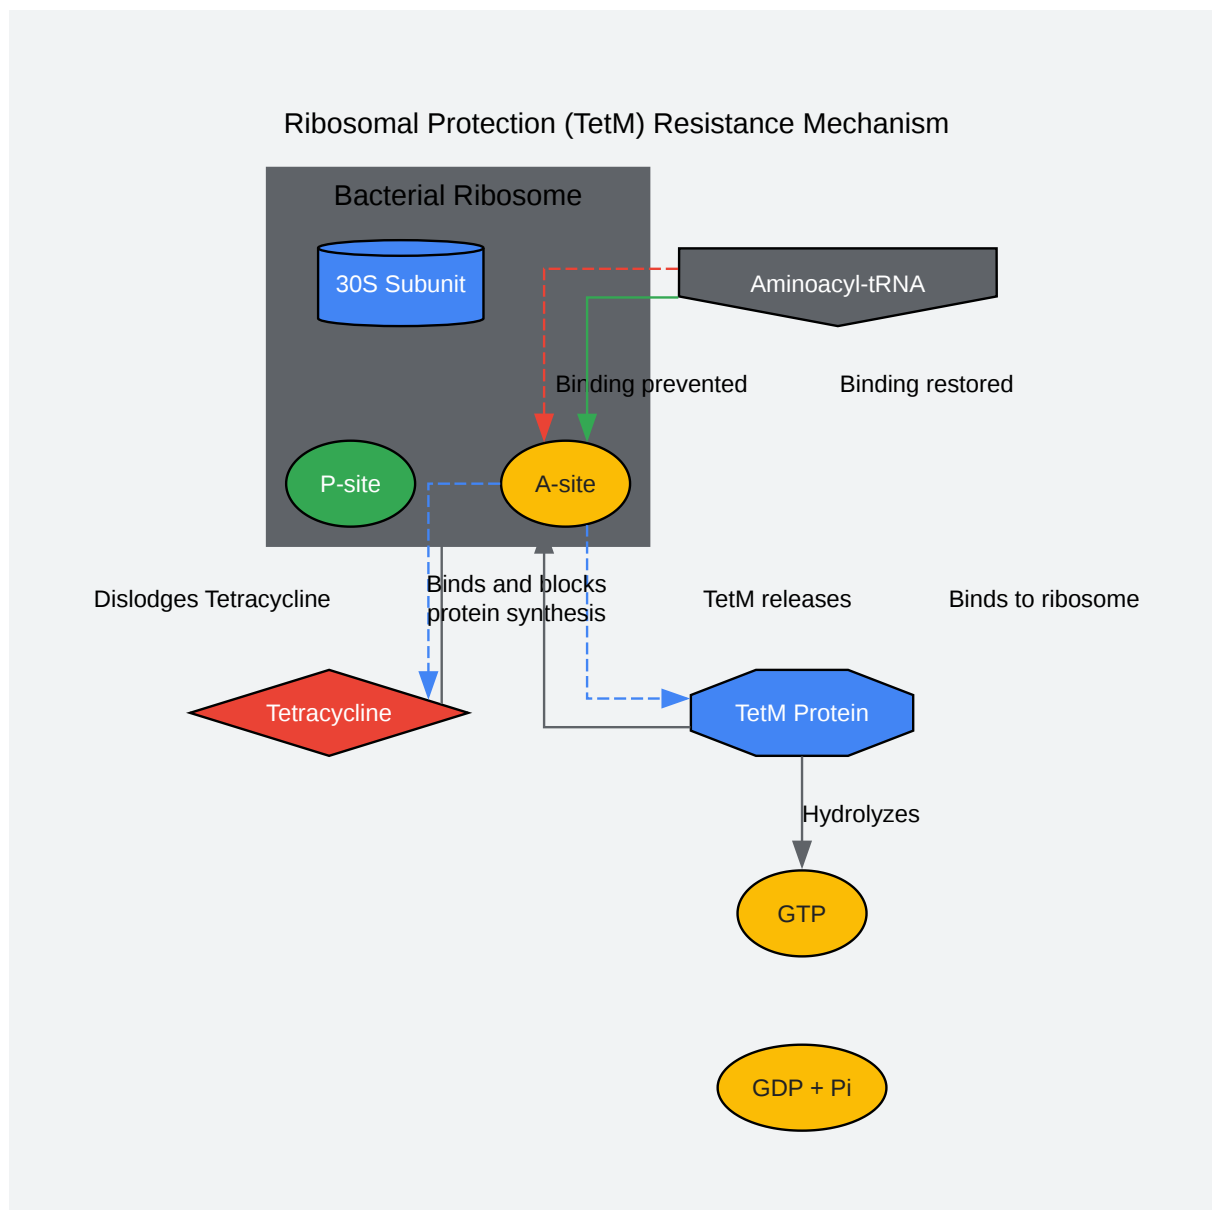 Ribosomal Protection (TetM) Resistance Mechanism
Bacterial Ribosome
30S Subunit
Aminoacyl-tRNA
Binding prevented
Binding restored
P-site
A-site
Dislodges Tetracycline
Binds and blocks
protein synthesis
TetM releases
Binds to ribosome
Tetracycline
TetM Protein
Hydrolyzes
GTP
GDP + Pi